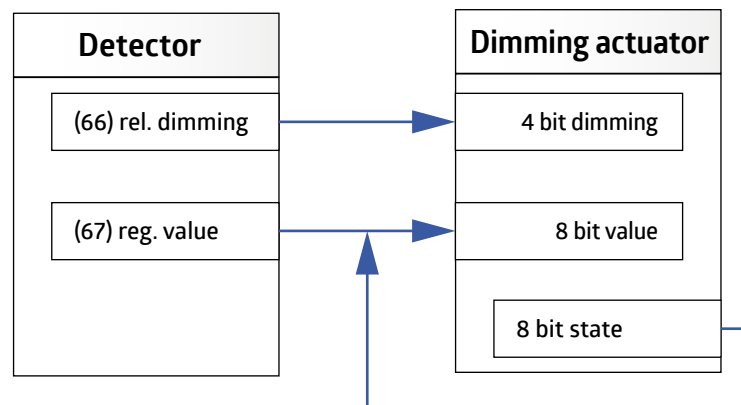 Detector
Dimming actuator
(66) rel. dimming
4 bit dimming
(67) reg. value
8 bit value
8 bit state